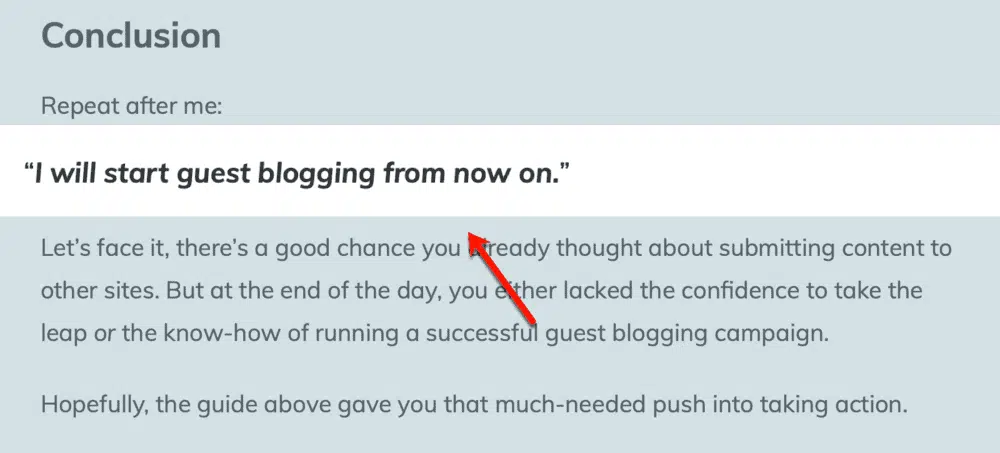 Conclusion
Repeat after me:
“I will start guest blogging from now on.”
Let’s face it, there’s a good chance you already thought about submitting content to
other sites. But at the end of the day, you either lacked the confidence to take the
leap or the know-how of running a successful guest blogging campaign.
Hopefully, the guide above gave you that much-needed push into taking action.